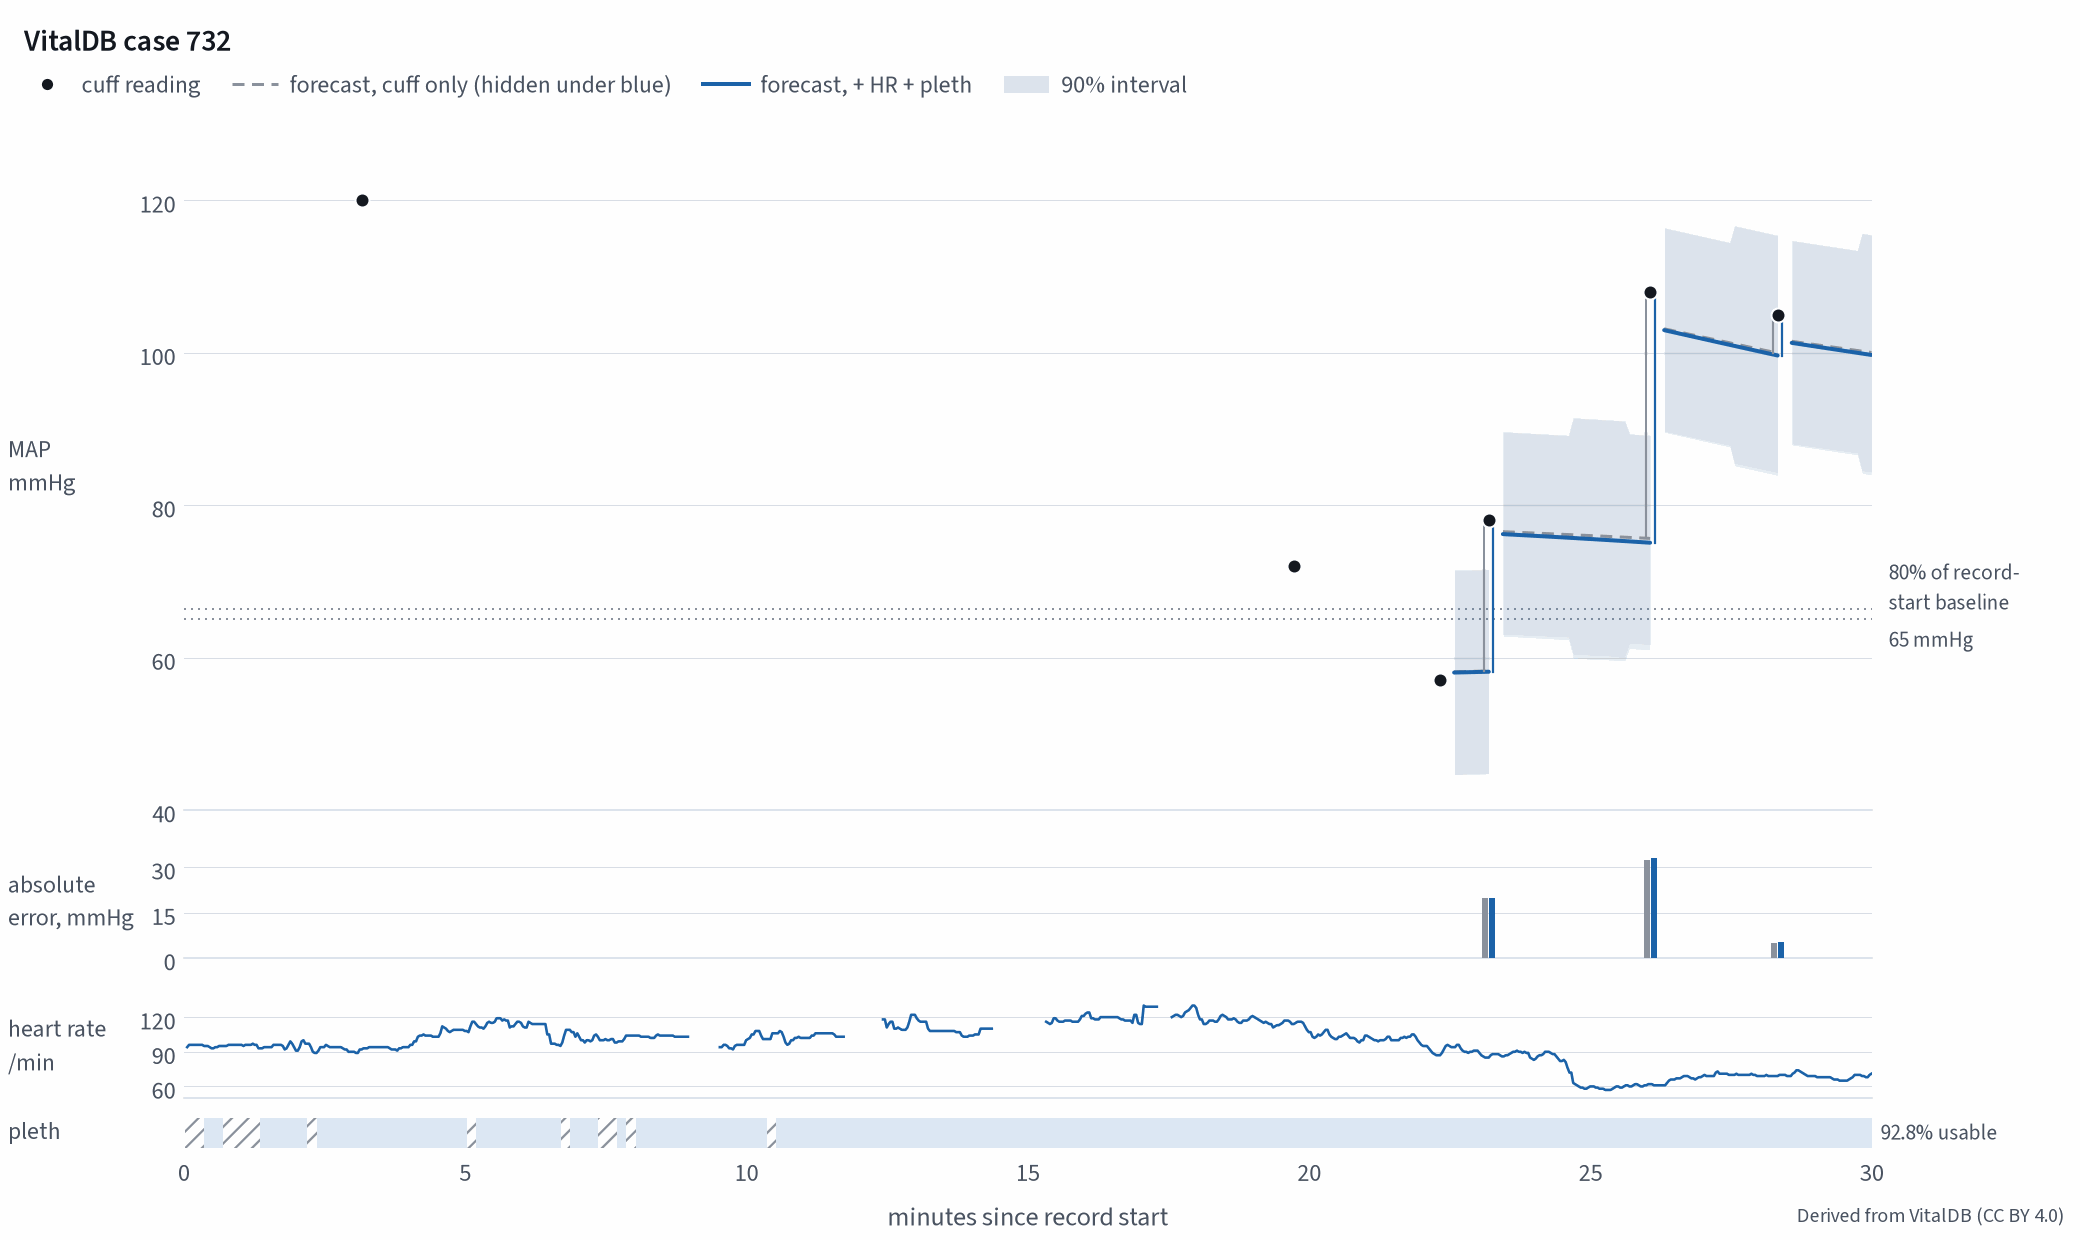 VitalDB case 732
cuff reading
forecast, cuff only (hidden under blue)
forecast, + HR + pleth
90% interval
120
100
80
60
40
MAP
mmHg
80% of record-
start baseline
65 mmHg
absolute
error, mmHg
30
15
0
heart rate
/min
120
90
60
pleth
92.8% usable
0
5
10
15
20
25
30
minutes since record start
Derived from VitalDB (CC BY 4.0)